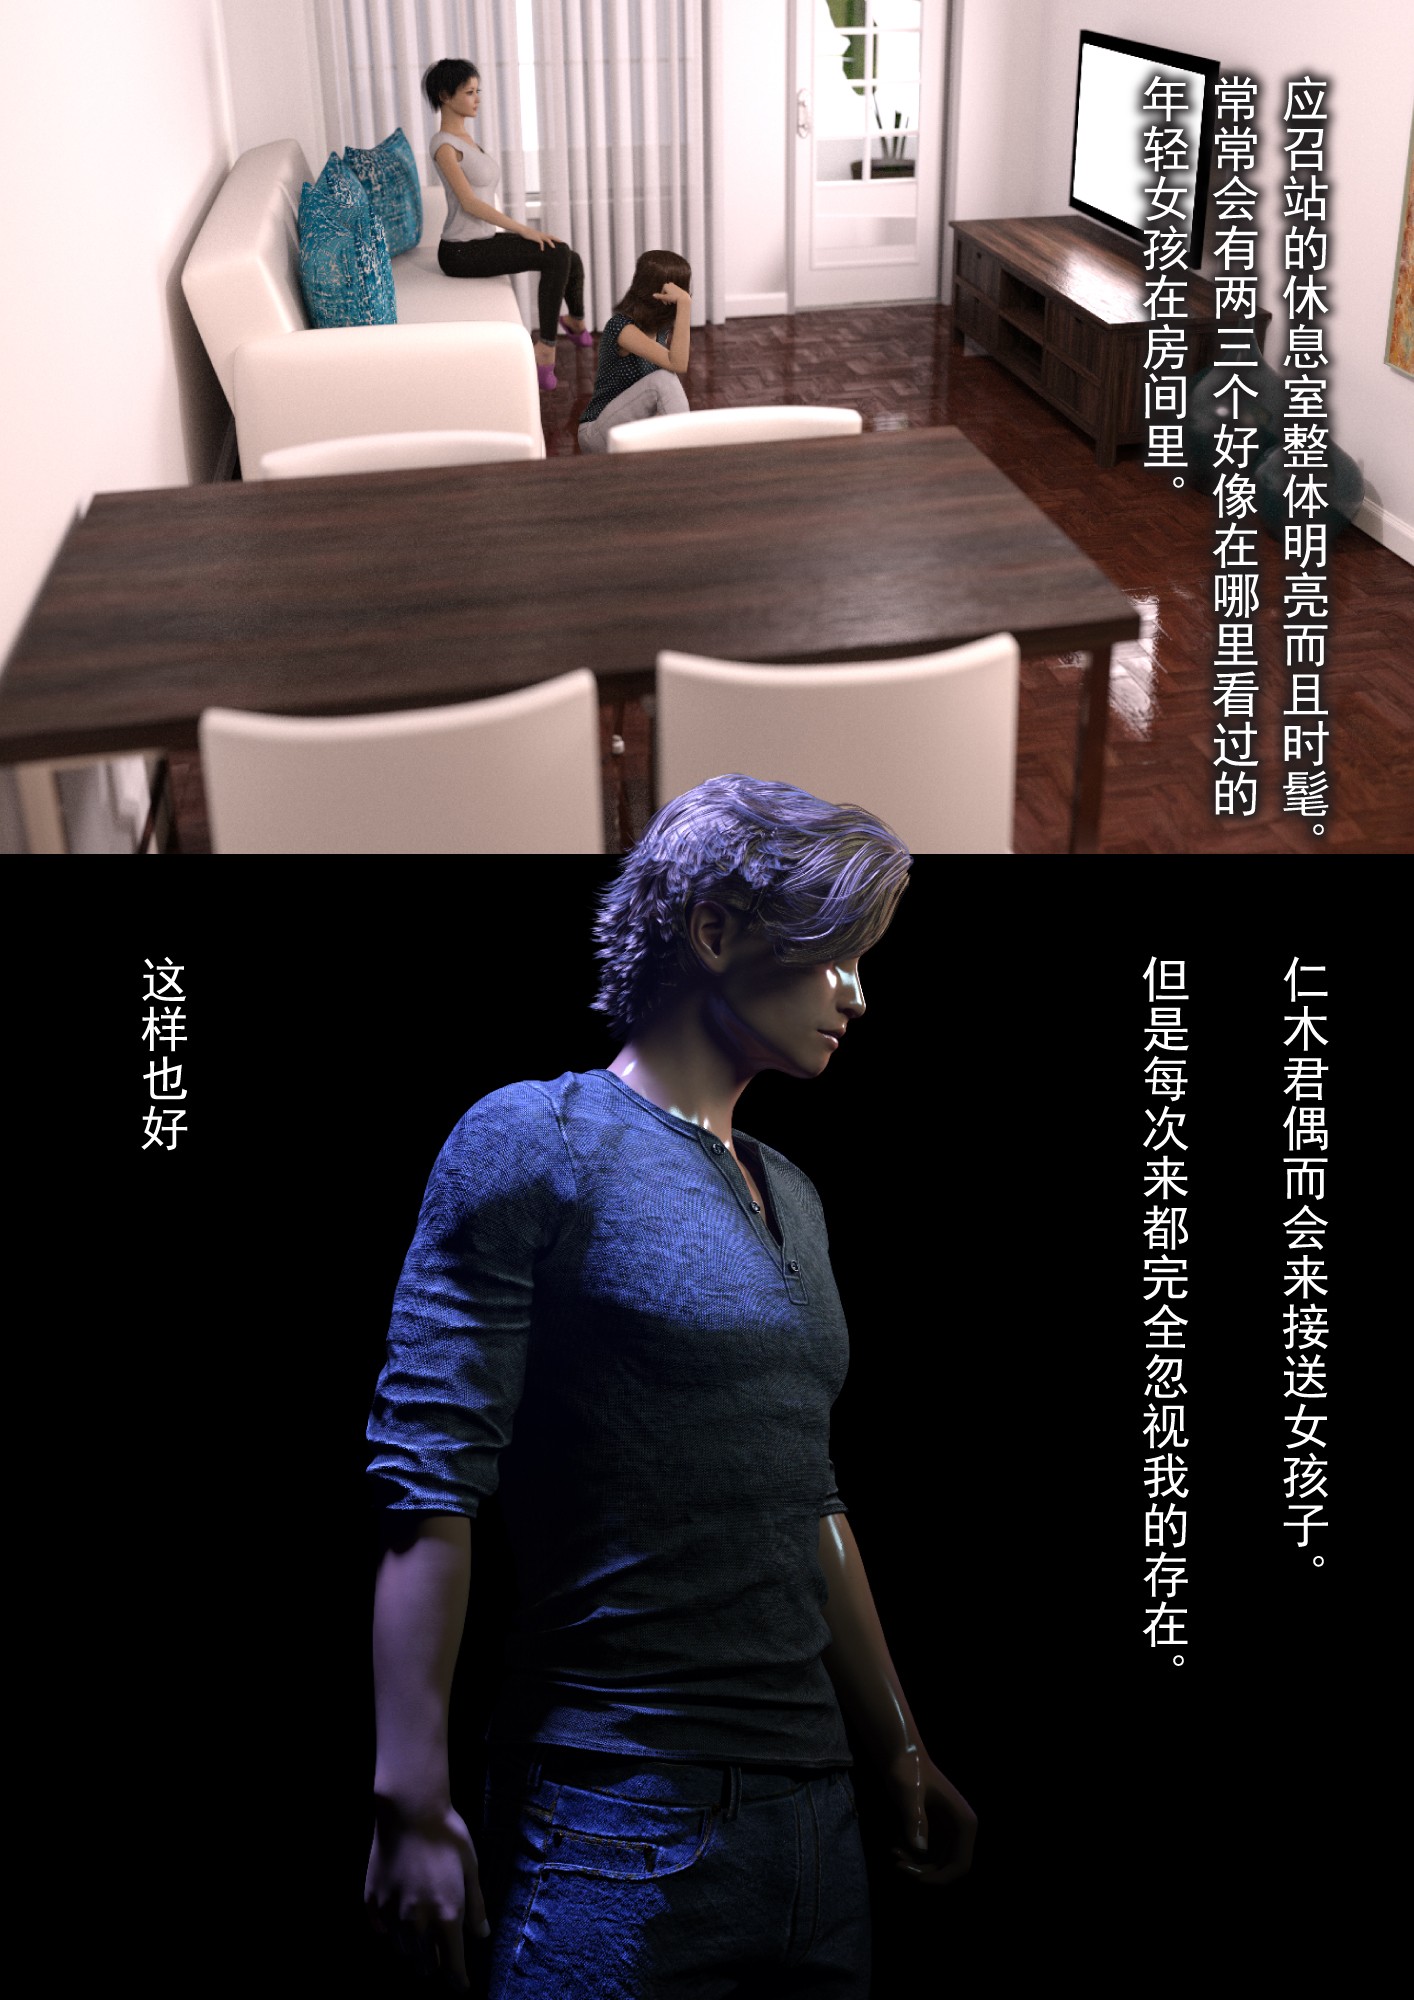 应召站的休息室整体明亮而且时髦。
常常会有两三个好像在哪里看过的
年轻女孩在房间里。
仁木君偶而会来接送女孩子。
但是每次来都完全忽视我的存在。
这样也好